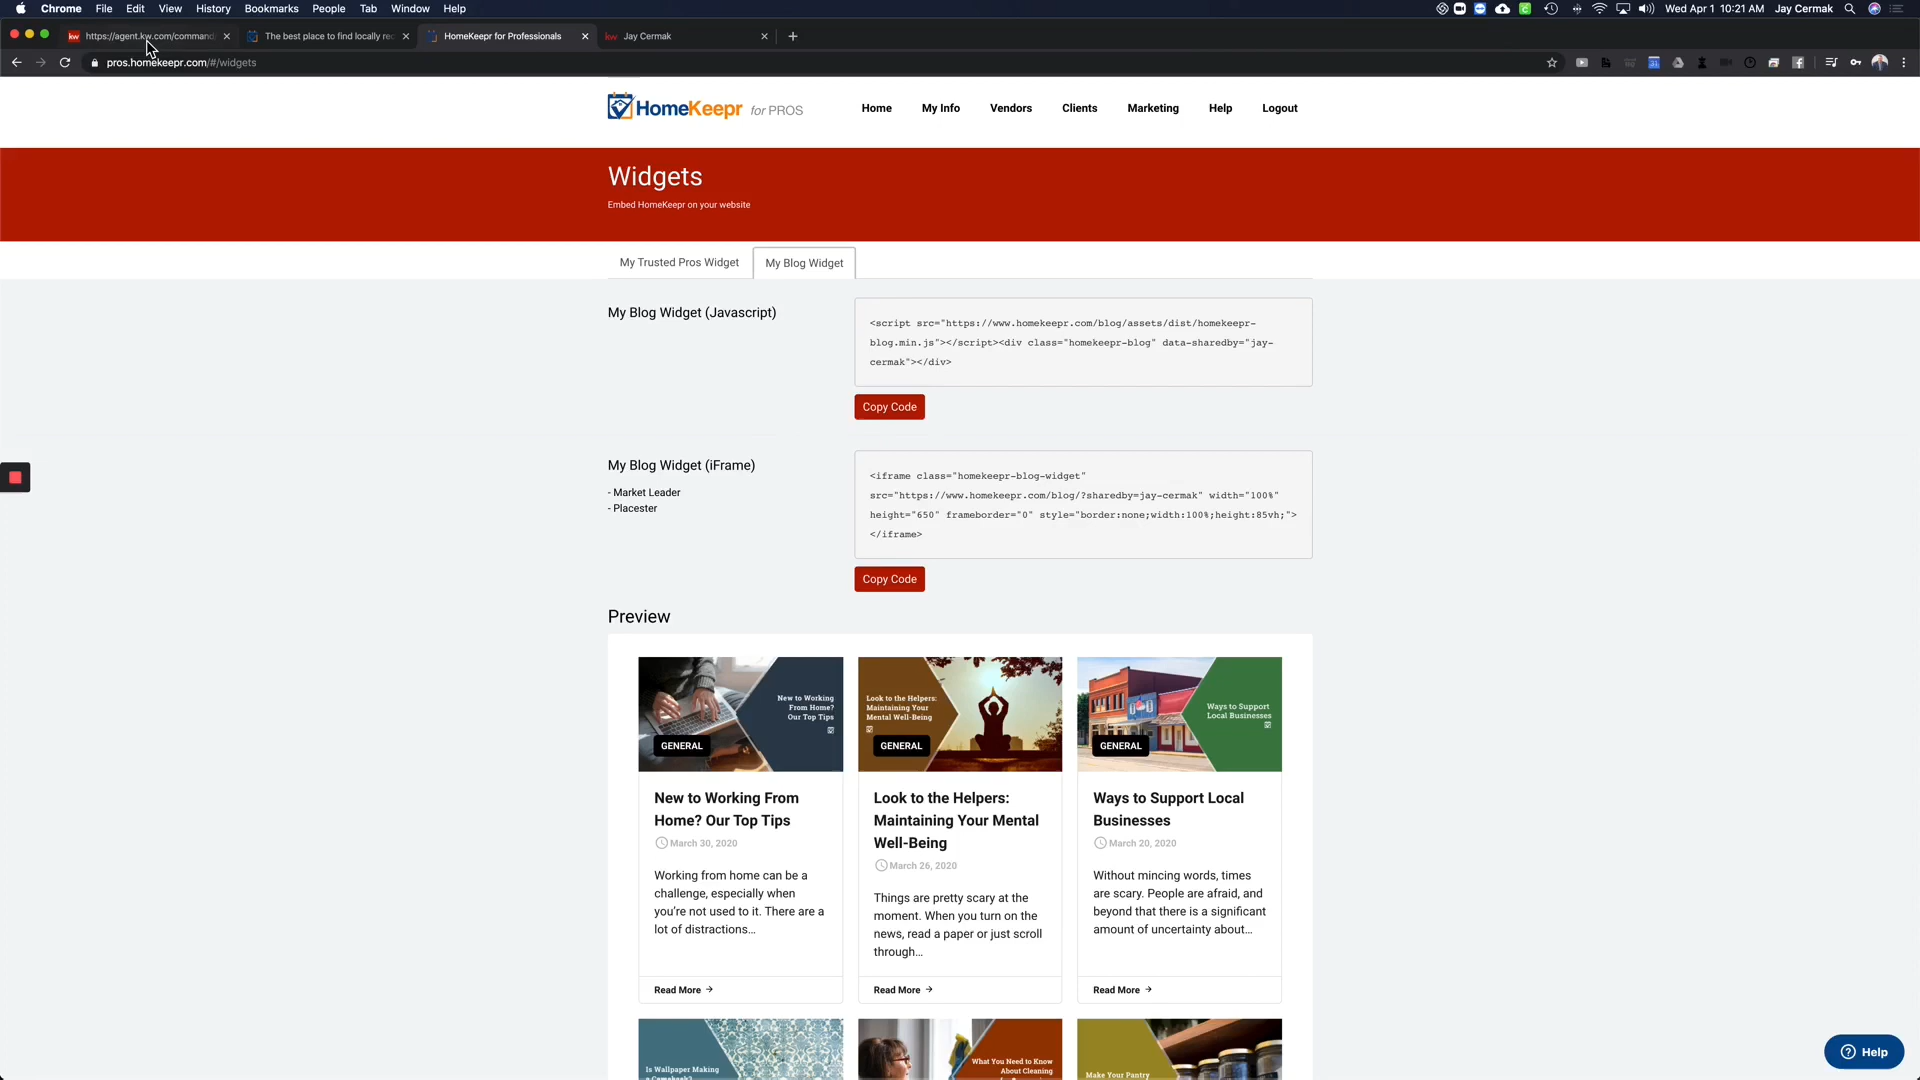 Chrome File Edit View History Bookmarks People Tab Window Help
Wed Apr 1 10:21 AM Jay Cermak
https://agent.kw.com/command
The best place to find locally rec
HomeKeepr for Professionals
Jay Cermak
pros.homekeepr.com/#/widgets
HomeKeepr for PROS
Home My Info Vendors Clients Marketing Help Logout
Widgets
Embed HomeKeepr on your website
My Trusted Pros Widget
My Blog Widget
My Blog Widget (Javascript)
<script src="https://www.homekeepr.com/blog/assets/dist/homekeepr-
blog.min.js"></script><div class="homekeepr-blog" data-sharedby="jay-
cermak"></div>
Copy Code
My Blog Widget (iFrame)
- Market Leader
- Placester
<iframe class="homekeepr-blog-widget"
src="https://www.homekeepr.com/blog/?sharedby=jay-cermak" width="100%"
height="650" frameborder="0" style="border:none;width:100%;height:85vh;">
</iframe>
Copy Code
Preview
New to Working
From Home?
Our Top Tips
GENERAL
New to Working From
Home? Our Top Tips
March 30, 2020
Working from home can be a
challenge, especially when
you're not used to it. There are a
lot of distractions...
Read More
Look to the Helpers:
Maintaining Your
Mental Well-Being
GENERAL
Look to the Helpers:
Maintaining Your Mental
Well-Being
March 26, 2020
Things are pretty scary at the
moment. When you turn on the
news, read a paper or just scroll
through...
Read More
Ways to Support
Local Businesses
GENERAL
Ways to Support Local
Businesses
March 20, 2020
Without mincing words, times
are scary. People are afraid, and
beyond that there is a significant
amount of uncertainty about...
Read More
Is Wallpaper Making
a Comeback?
What You Need to Know
About Cleaning
Make Your Pantry
Help